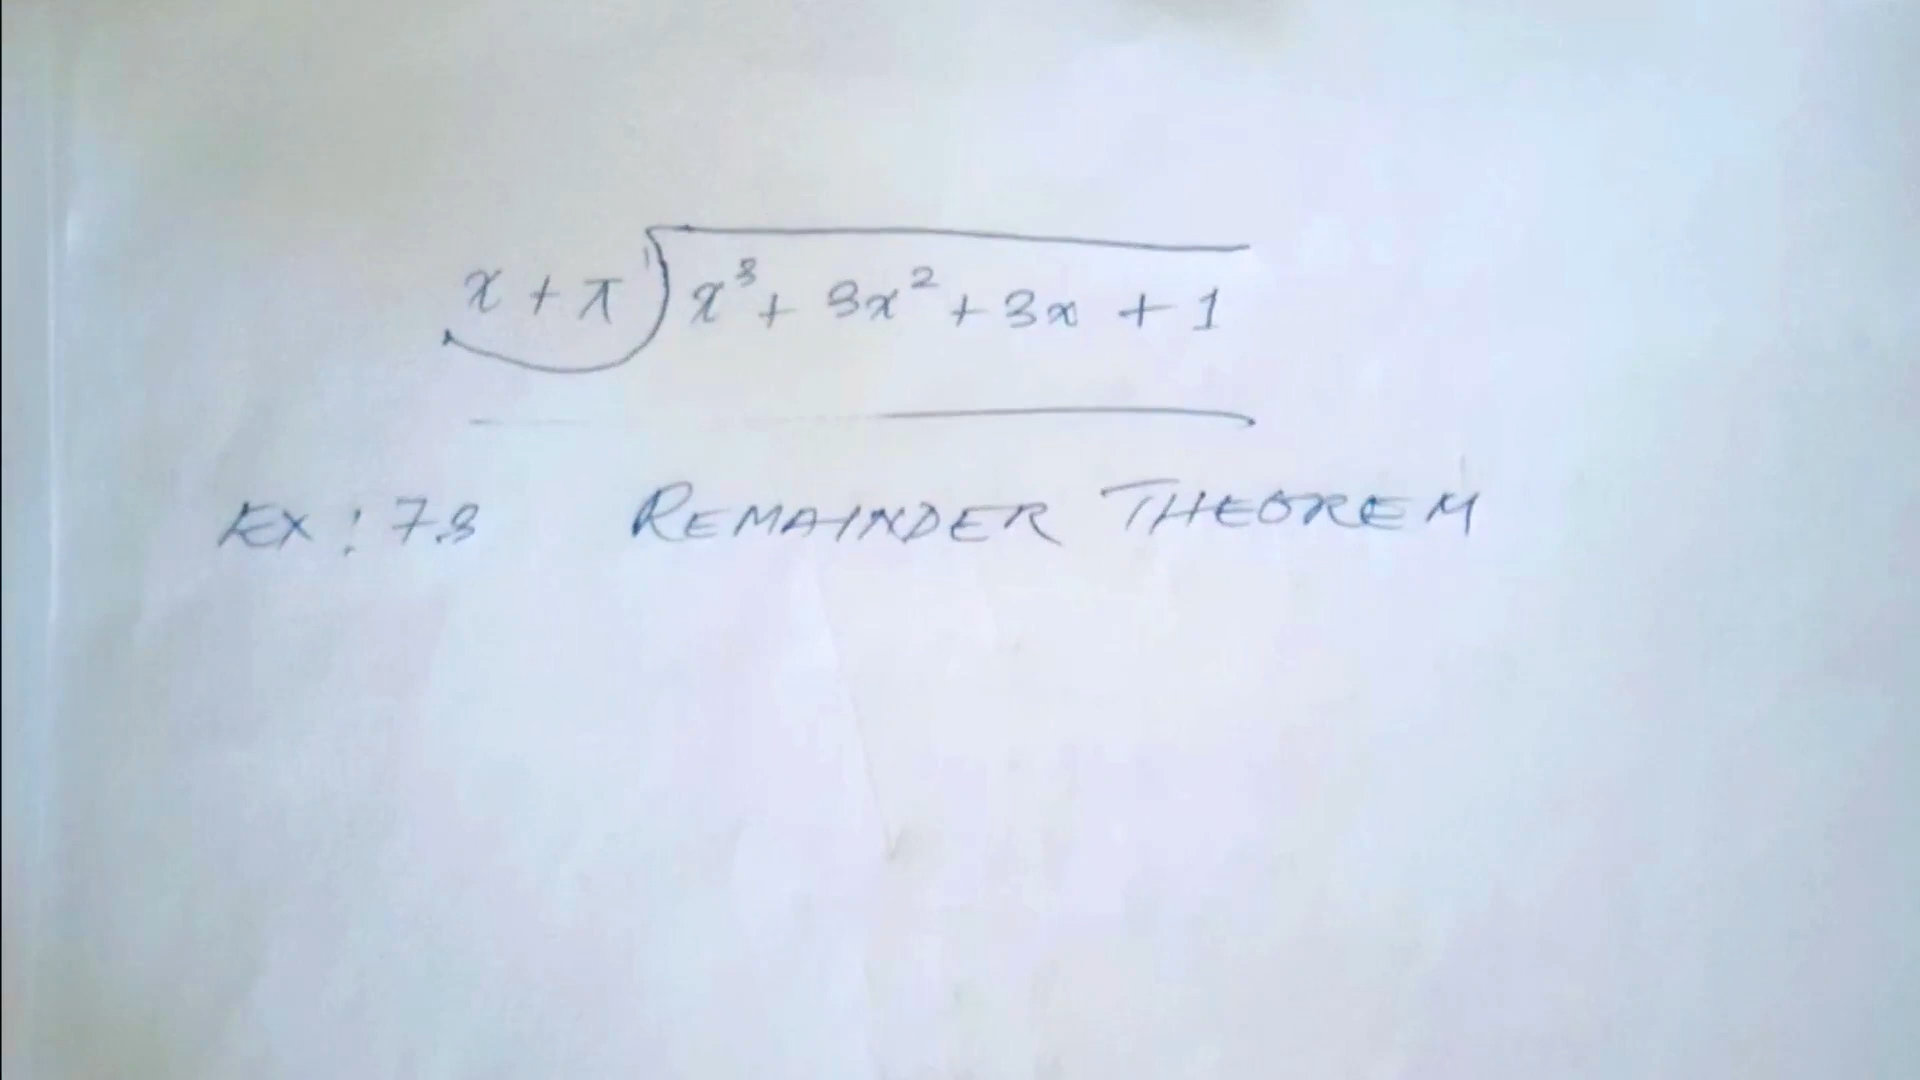 x + π ) x³ + 3x² + 3x + 1
Ex : 7.3 REMAINDER THEOREM